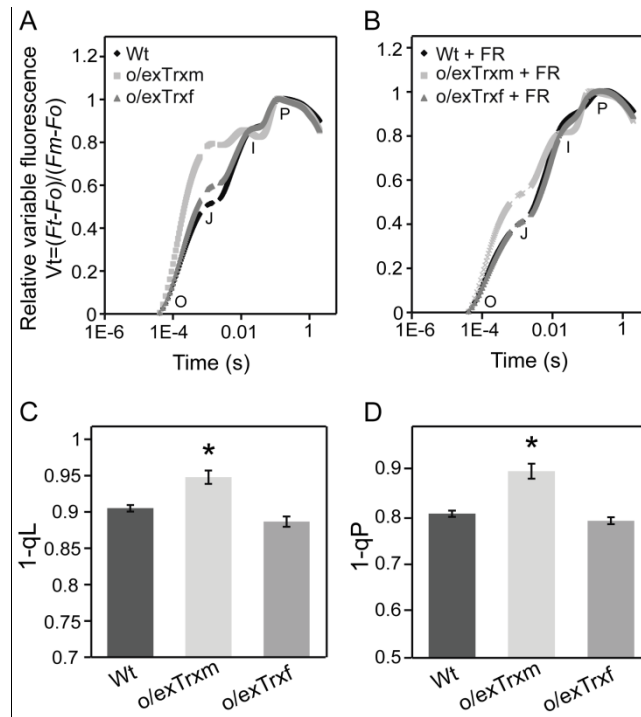 A
Relative variable fluorescence
Vt=(Ft-Fo)/(Fm-Fo)
Wt
o/exTrxm
o/exTrxf
1.4
1.2
1
0.8
0.6
0.4
0.2
0
O
J
I
P
1E-6
1E-4
0.01
1
Time (s)
B
Wt + FR
o/exTrxm + FR
o/exTrxf + FR
1.4
1.2
1
0.8
0.6
0.4
0.2
0
O
J
I
P
1E-6
1E-4
0.01
1
Time (s)
C
1-qL
1
0.95
0.9
0.85
0.8
0.75
0.7
*
Wt
o/exTrxm
o/exTrxf
D
1-qP
0.9
0.8
0.7
0.6
0.5
*
Wt
o/exTrxm
o/exTrxf